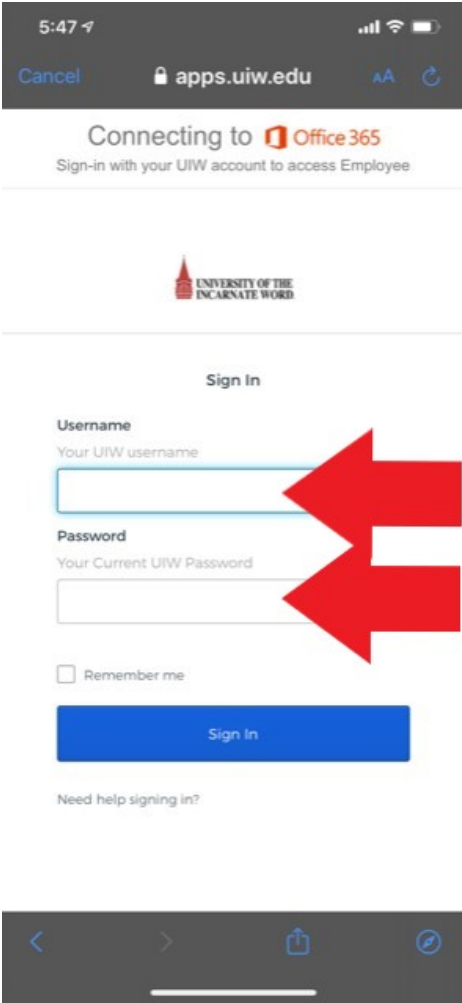 5:47
Cancel apps.uiw.edu AA
Connecting to Office 365
Sign-in with your UIW account to access Employee
UNIVERSITY OF THE
INCARNATE WORD
Sign In
Username
Your UIW username
Password
Your Current UIW Password
Remember me
Sign In
Need help signing in?